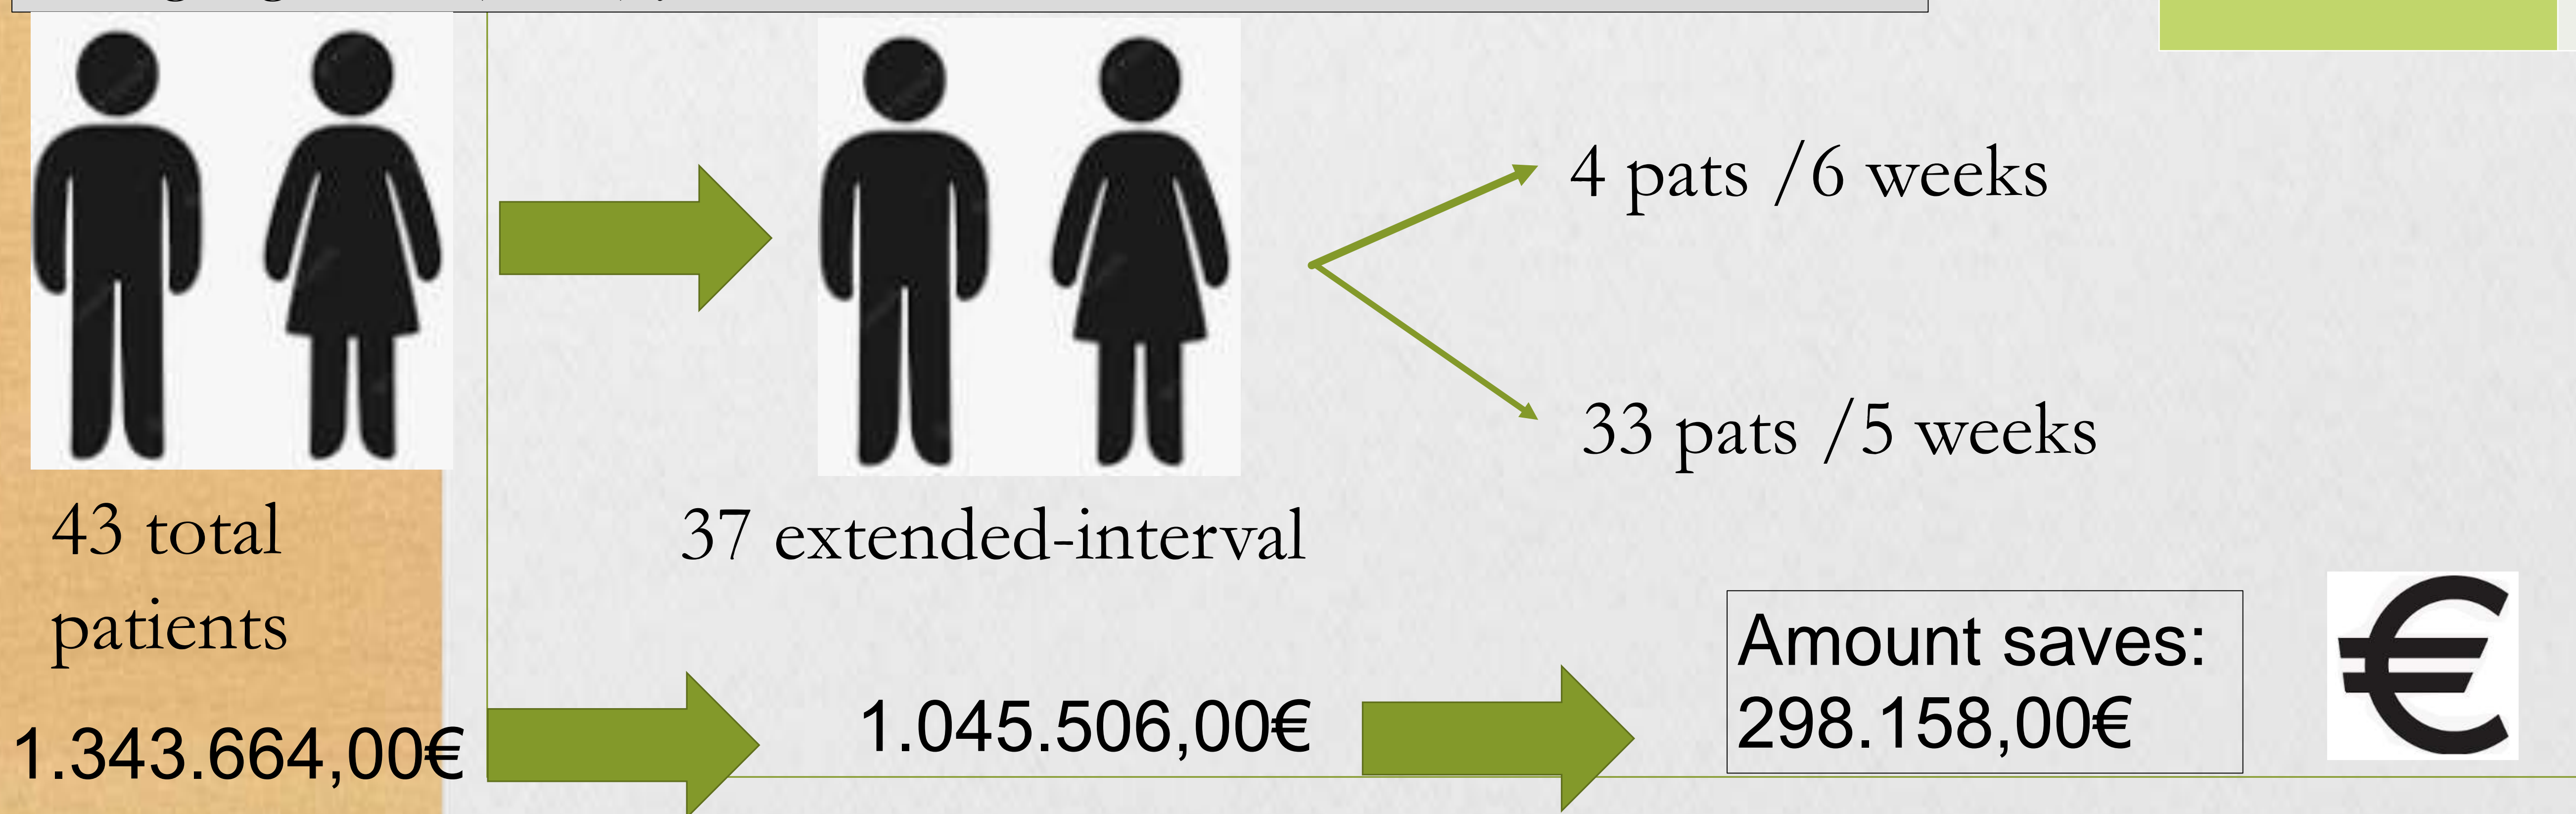 4 pats /6 weeks
33 pats /5 weeks
43 total
patients
37 extended-interval
1.343.664,00€
1.045.506,00€
Amount saves:
298.158,00€
€